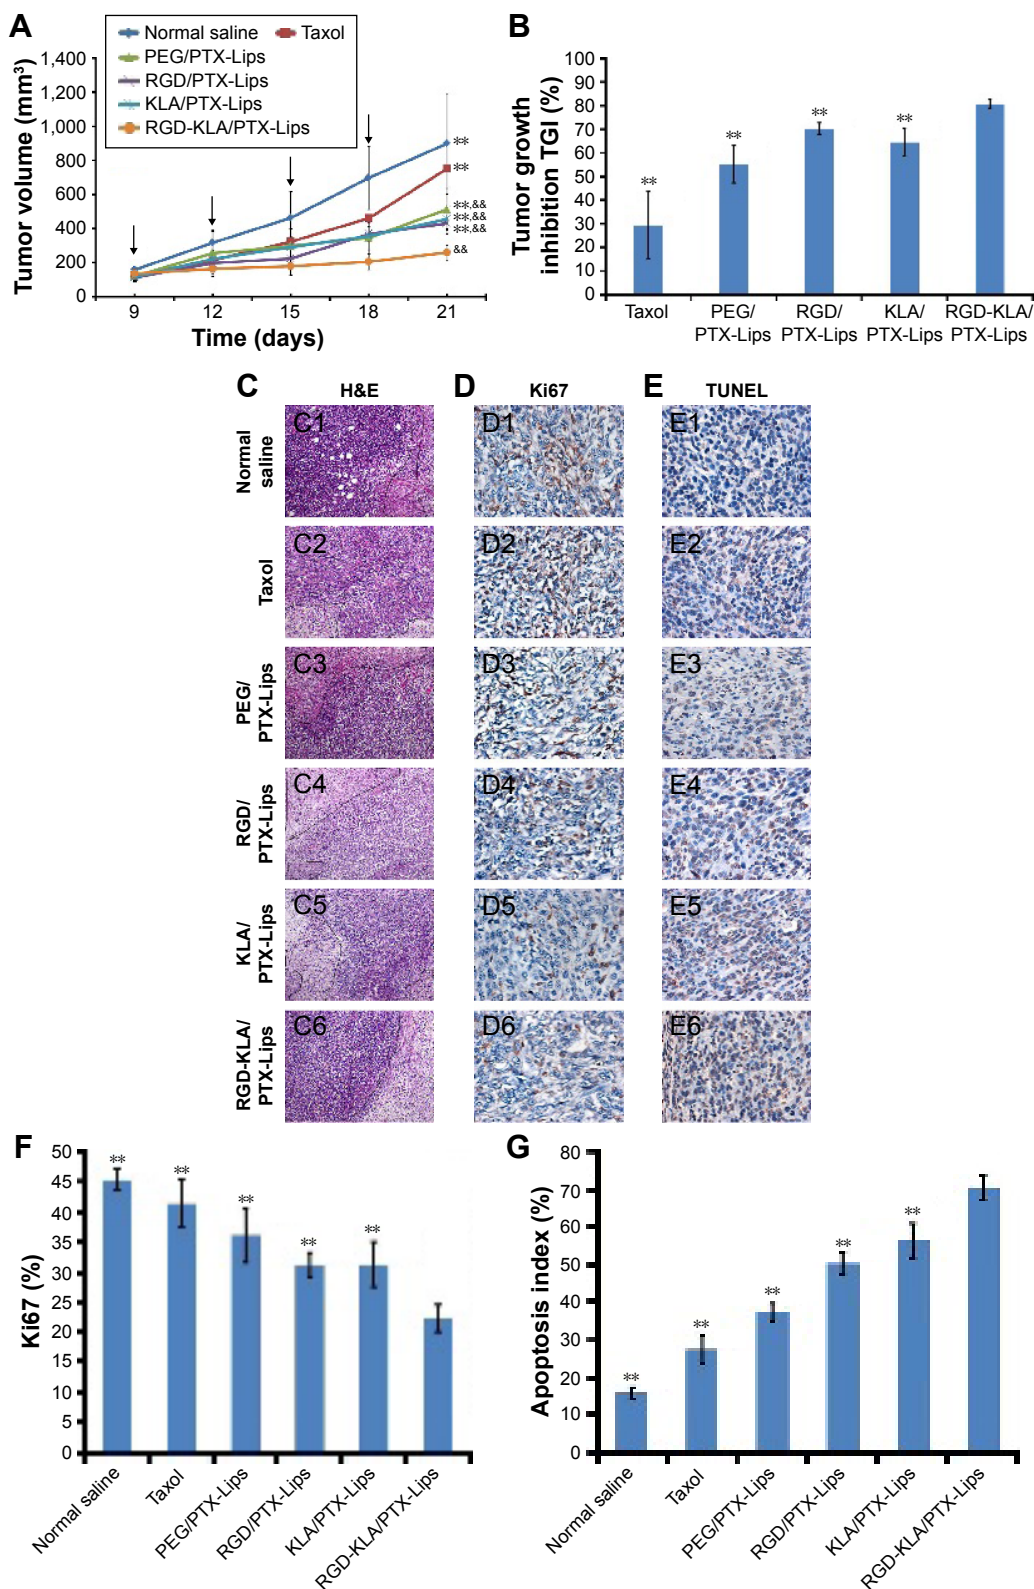 A
Normal saline
Taxol
PEG/PTX-Lips
RGD/PTX-Lips
KLA/PTX-Lips
RGD-KLA/PTX-Lips
Tumor volume (mm³)
1,400
1,200
1,000
800
600
400
200
0
**
**
**,&&
**,&&
**,&&
&&
9 12 15 18 21
Time (days)
B
Tumor growth
inhibition TGI (%)
100
90
80
70
60
50
40
30
20
10
0
**
**
**
**
Taxol
PEG/
PTX-Lips
RGD/
PTX-Lips
KLA/
PTX-Lips
RGD-KLA/
PTX-Lips
C H&E D Ki67 E TUNEL
Normal
saline
C1 D1 E1
Taxol
C2 D2 E2
PEG/
PTX-Lips
C3 D3 E3
RGD/
PTX-Lips
C4 D4 E4
KLA/
PTX-Lips
C5 D5 E5
RGD-KLA/
PTX-Lips
C6 D6 E6
F
Ki67 (%)
50
45
40
35
30
25
20
15
10
5
0
**
**
**
**
**
Normal saline
Taxol
PEG/PTX-Lips
RGD/PTX-Lips
KLA/PTX-Lips
RGD-KLA/PTX-Lips
G
Apoptosis index (%)
80
70
60
50
40
30
20
10
0
**
**
**
**
**
Normal saline
Taxol
PEG/PTX-Lips
RGD/PTX-Lips
KLA/PTX-Lips
RGD-KLA/PTX-Lips